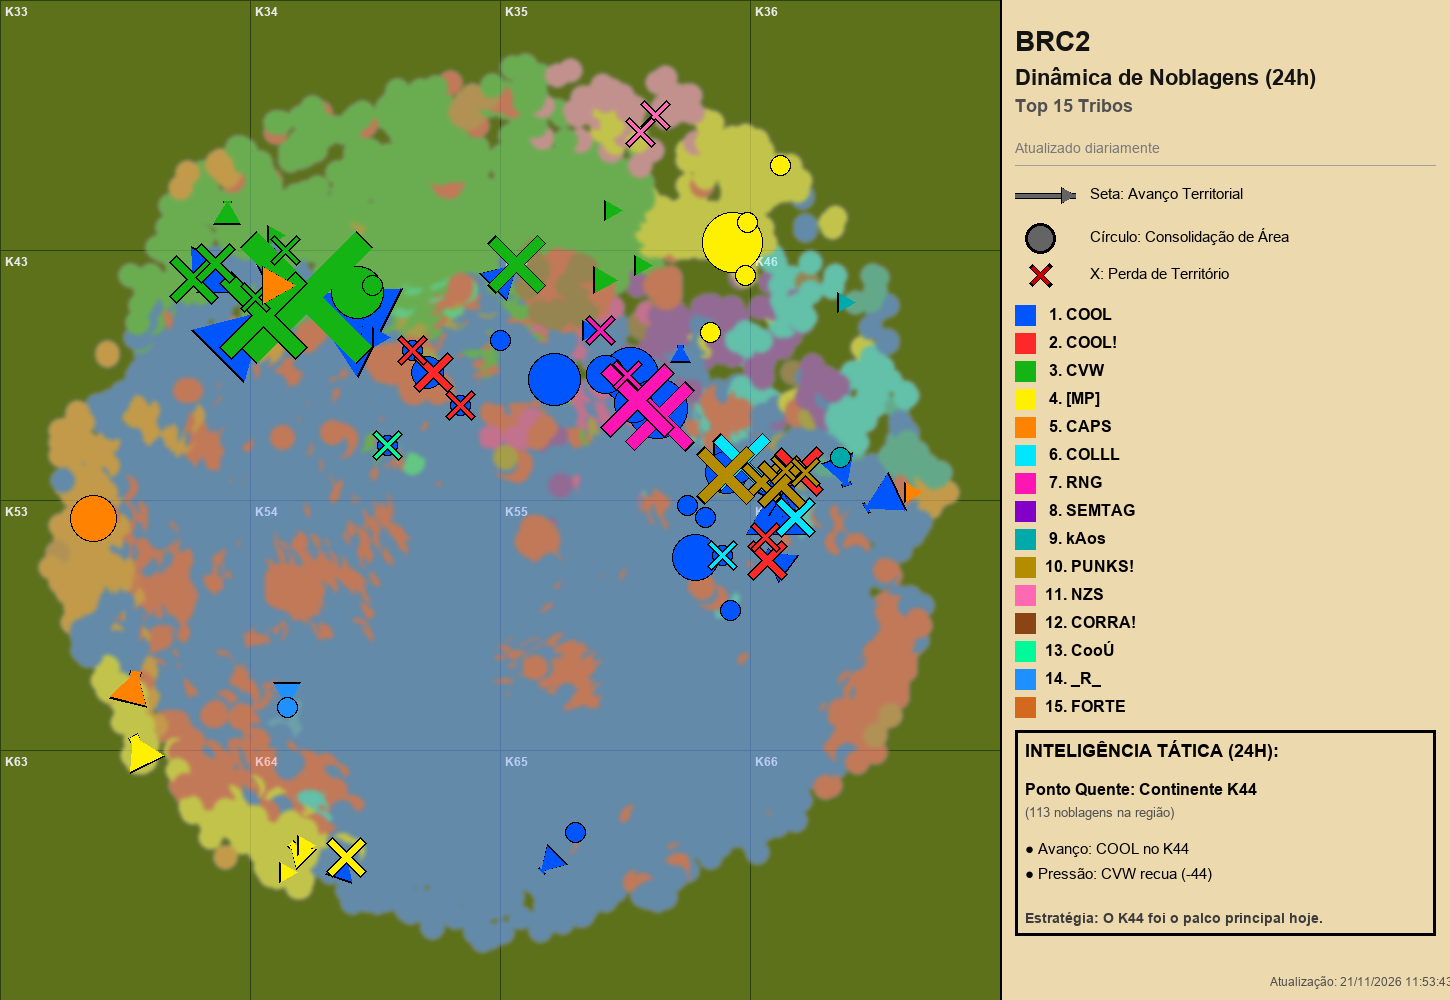 K33
K34
K35
K36
K43
K46
K53
K54
K55
K63
K64
K65
K66
BRC2
Dinâmica de Noblagens (24h)
Top 15 Tribos
Atualizado diariamente
Seta: Avanço Territorial
Círculo: Consolidação de Área
X: Perda de Território
1. COOL
2. COOL!
3. CVW
4. [MP]
5. CAPS
6. COLLL
7. RNG
8. SEMTAG
9. kAos
10. PUNKS!
11. NZS
12. CORRA!
13. CooÚ
14. _R_
15. FORTE
INTELIGÊNCIA TÁTICA (24H):
Ponto Quente: Continente K44
(113 noblagens na região)
● Avanço: COOL no K44
● Pressão: CVW recua (-44)
Estratégia: O K44 foi o palco principal hoje.
Atualização: 21/11/2026 11:53:43